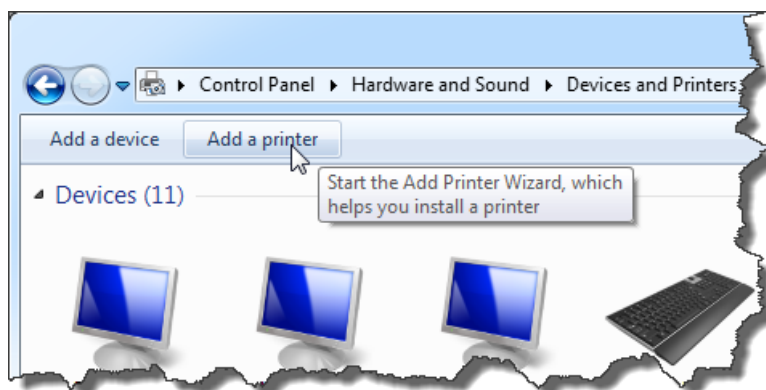 Control Panel Hardware and Sound Devices and Printers
Add a device Add a printer
Start the Add Printer Wizard, which
helps you install a printer
Devices (11)